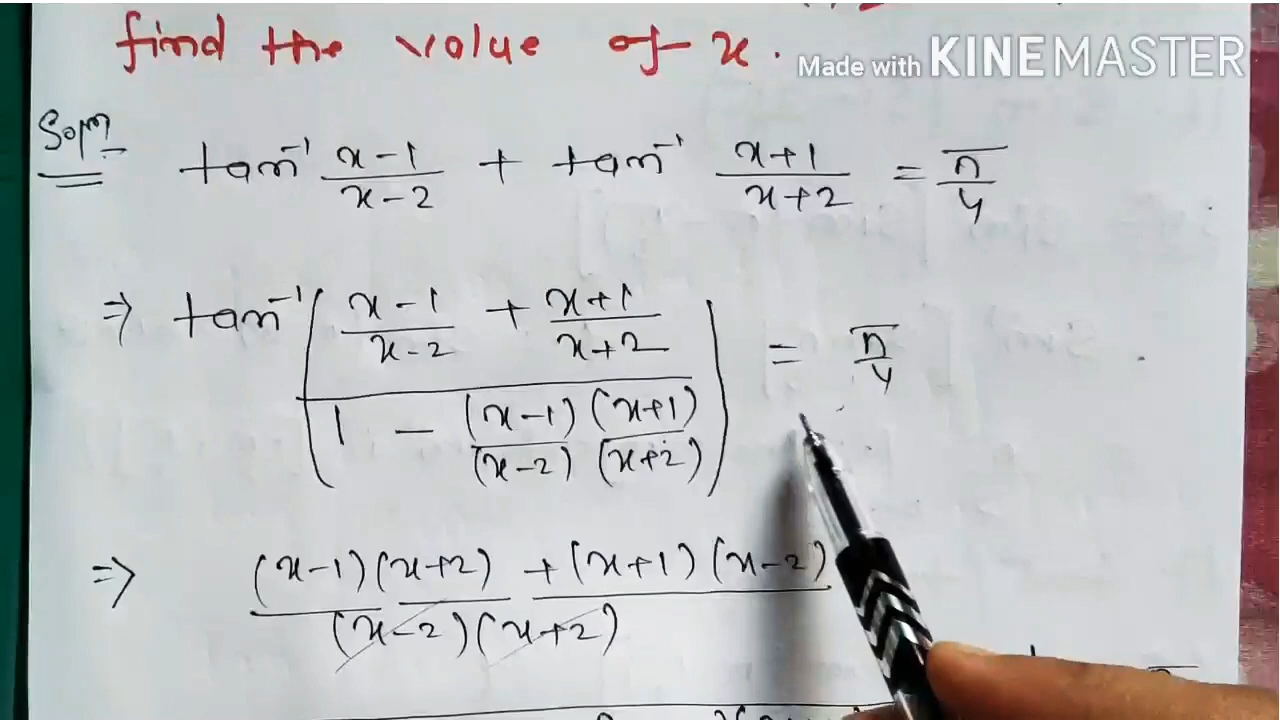 find the value of x.
Made with KINEMASTER
Solⁿ.
tan⁻¹ (x-1)/(x-2) + tan⁻¹ (x+1)/(x+2) = π/4
⇒ tan⁻¹( ((x-1)/(x-2) + (x+1)/(x+2)) / (1 - (x-1)(x+1)/(x-2)(x+2)) ) = π/4
⇒ ((x-1)(x+2) + (x+1)(x-2)) / (x-2)(x+2)